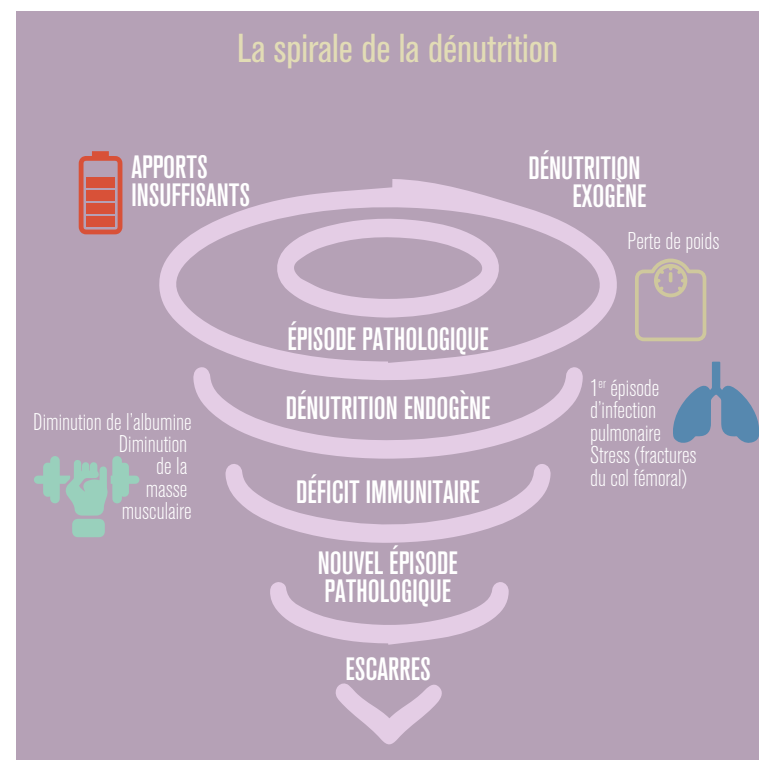 La spirale de la dénutrition
APPORTS
INSUFFISANTS
DÉNUTRITION
EXOGÈNE
Perte de poids
ÉPISODE PATHOLOGIQUE
DÉNUTRITION ENDOGÈNE
1er épisode
d'infection
pulmonaire
Stress (fractures
du col fémoral)
Diminution de l'albumine
Diminution
de la
masse
musculaire
DÉFICIT IMMUNITAIRE
NOUVEL ÉPISODE
PATHOLOGIQUE
ESCARRES